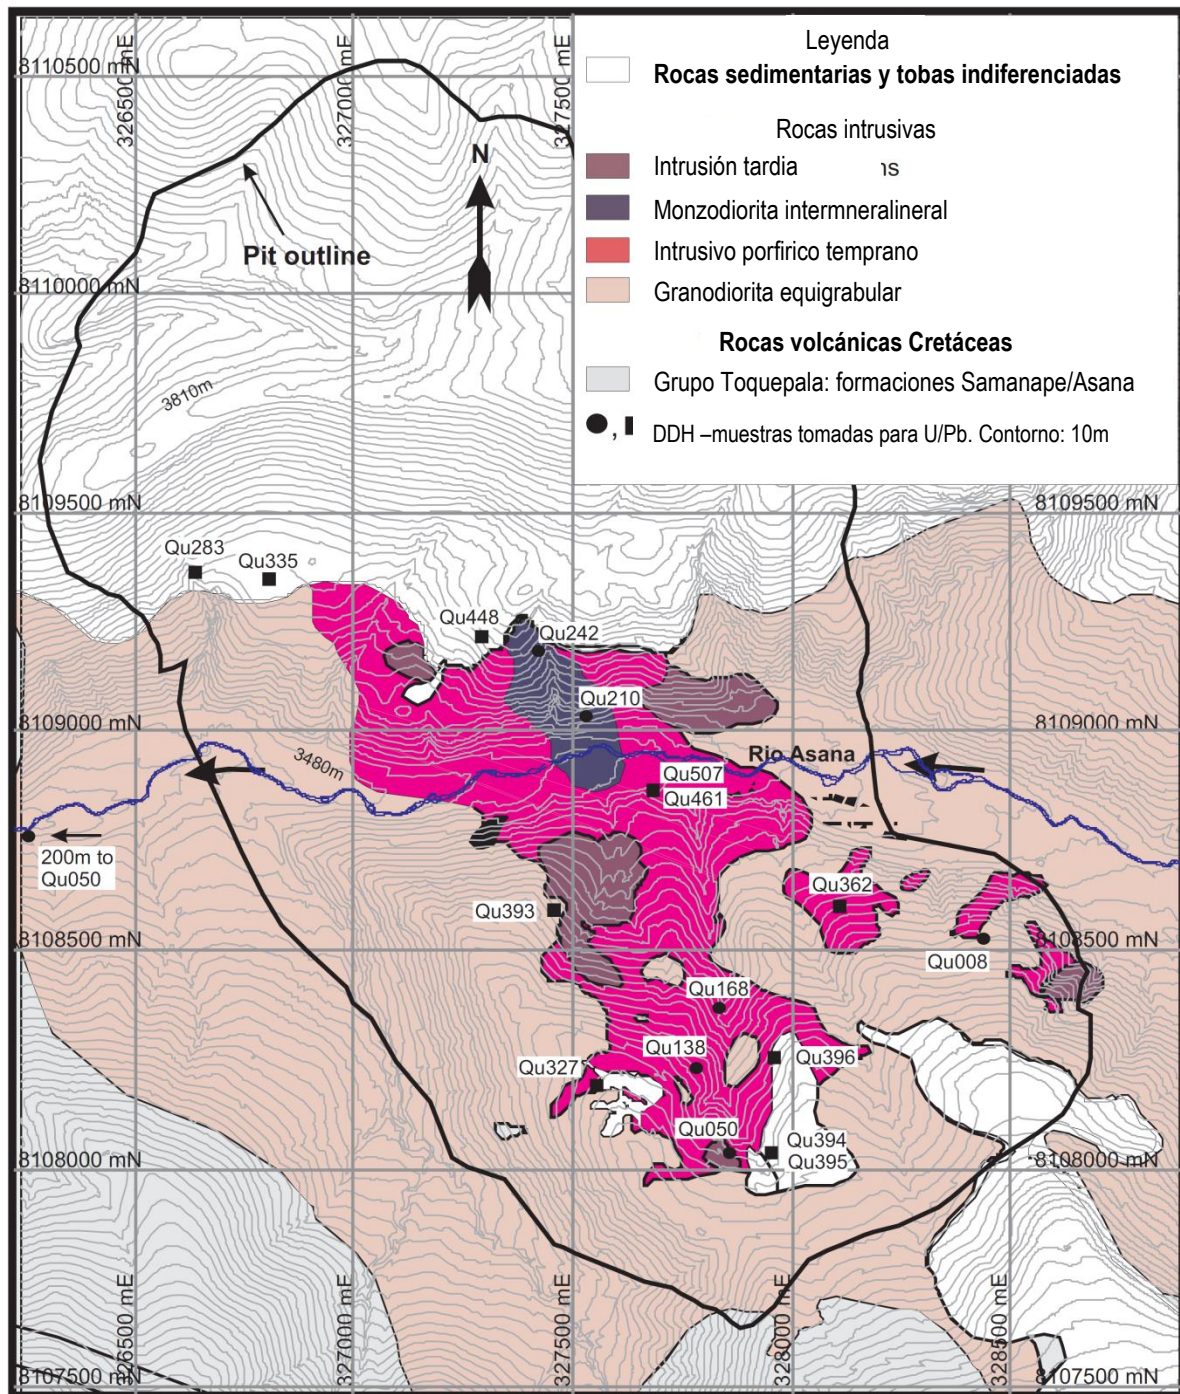 Leyenda
Rocas sedimentarias y tobas indiferenciadas
Rocas intrusivas
Intrusión tardia
Monzodiorita intermneralineral
Intrusivo porfirico temprano
Granodiorita equigrabular
Rocas volcánicas Cretáceas
Grupo Toquepala: formaciones Samanape/Asana
, DDH –muestras tomadas para U/Pb. Contorno: 10m
8110500 mN
326500 mE
327000 mE
327500 mE
N
Pit outline
8110000 mN
3810m
8109500 mN
8109500 mN
Qu283
Qu335
Qu448
Qu242
Qu210
8109000 mN
8109000 mN
3480m
Rio Asana
Qu507
Qu461
200m to
Qu050
Qu362
Qu393
8108500 mN
8108500 mN
Qu008
Qu168
Qu138
Qu396
Qu327
Qu050
Qu394
Qu395
8108000 mN
8108000 mN
326500 mE
327000 mE
327500 mE
328000 mE
328500 mE
8107500 mN
8107500 mN